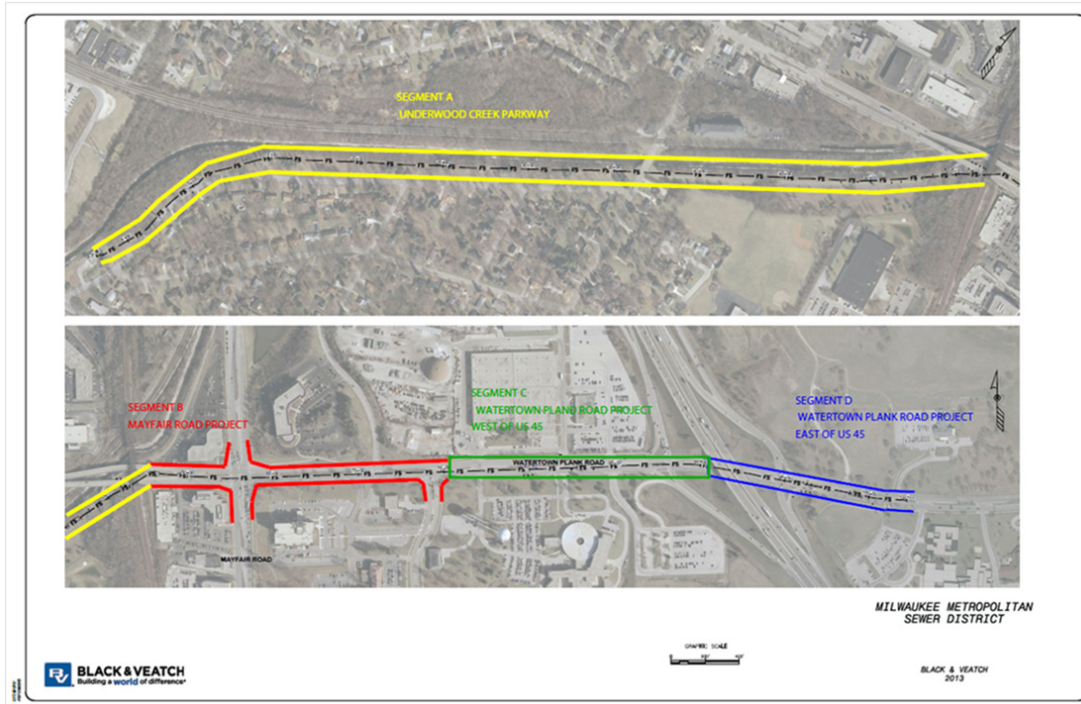 SEGMENT A
UNDERWOOD CREEK PARKWAY
SEGMENT B
MAYFAIR ROAD PROJECT
SEGMENT C
WATERTOWN PLAND ROAD PROJECT
WEST OF US 45
SEGMENT D
WATERTOWN PLANK ROAD PROJECT
EAST OF US 45
WATERTOWN PLANK ROAD
MAYFAIR ROAD
MILWAUKEE METROPOLITAN
SEWER DISTRICT
GRAPHIC SCALE
BV
BLACK & VEATCH
Building a world of difference®
BLACK & VEATCH
2013